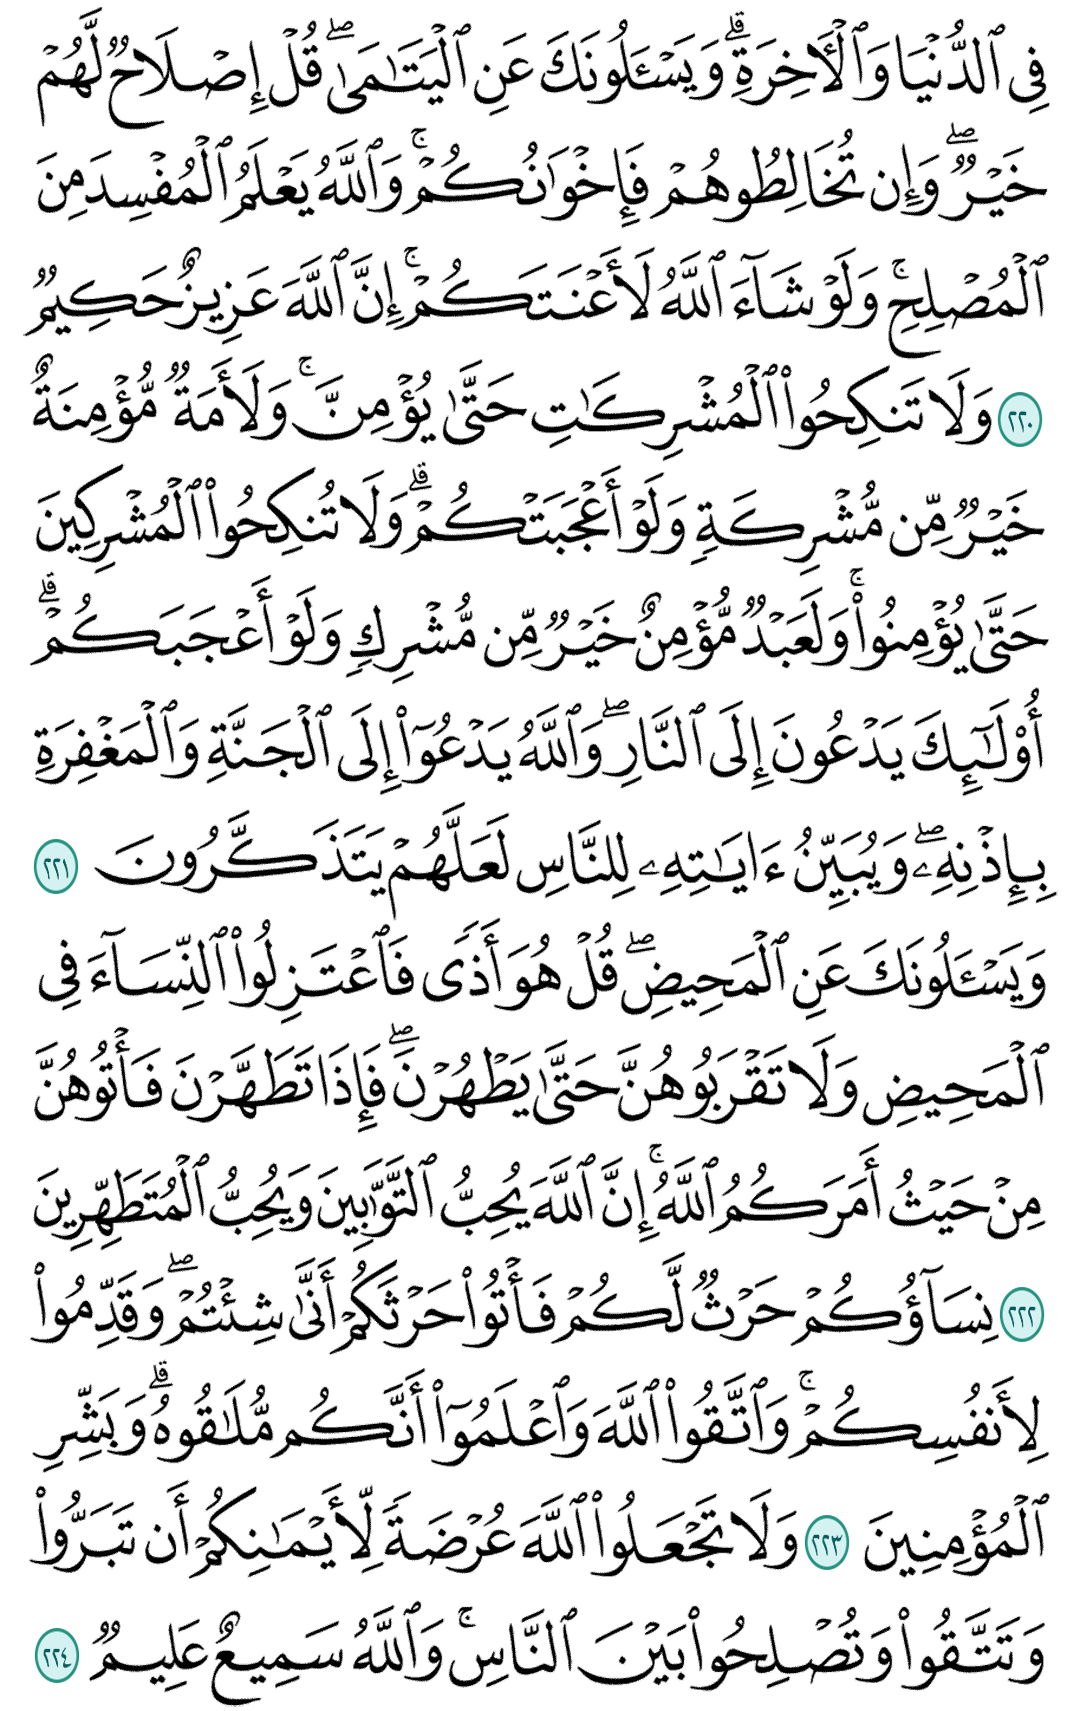 فِي ٱلدُّنۡيَا وَٱلۡأٓخِرَةِۗ وَيَسۡـَٔلُونَكَ عَنِ ٱلۡيَتَٰمَىٰۖ قُلۡ إِصۡلَاحٞ لَّهُمۡ
خَيۡرٞۖ وَإِن تُخَالِطُوهُمۡ فَإِخۡوَٰنُكُمۡۚ وَٱللَّهُ يَعۡلَمُ ٱلۡمُفۡسِدَ مِنَ
ٱلۡمُصۡلِحِۚ وَلَوۡ شَآءَ ٱللَّهُ لَأَعۡنَتَكُمۡۚ إِنَّ ٱللَّهَ عَزِيزٌ حَكِيمٞ
٢٢٠ وَلَا تَنكِحُواْ ٱلۡمُشۡرِكَٰتِ حَتَّىٰ يُؤۡمِنَّۚ وَلَأَمَةٞ مُّؤۡمِنَةٌ
خَيۡرٞ مِّن مُّشۡرِكَةٖ وَلَوۡ أَعۡجَبَتۡكُمۡۗ وَلَا تُنكِحُواْ ٱلۡمُشۡرِكِينَ
حَتَّىٰ يُؤۡمِنُواْۚ وَلَعَبۡدٞ مُّؤۡمِنٌ خَيۡرٞ مِّن مُّشۡرِكٖ وَلَوۡ أَعۡجَبَكُمۡۗ
أُوْلَٰٓئِكَ يَدۡعُونَ إِلَى ٱلنَّارِۖ وَٱللَّهُ يَدۡعُوٓاْ إِلَى ٱلۡجَنَّةِ وَٱلۡمَغۡفِرَةِ
بِإِذۡنِهِۦۖ وَيُبَيِّنُ ءَايَٰتِهِۦ لِلنَّاسِ لَعَلَّهُمۡ يَتَذَكَّرُونَ ٢٢١
وَيَسۡـَٔلُونَكَ عَنِ ٱلۡمَحِيضِۖ قُلۡ هُوَ أَذٗى فَٱعۡتَزِلُواْ ٱلنِّسَآءَ فِي
ٱلۡمَحِيضِ وَلَا تَقۡرَبُوهُنَّ حَتَّىٰ يَطۡهُرۡنَۖ فَإِذَا تَطَهَّرۡنَ فَأۡتُوهُنَّ
مِنۡ حَيۡثُ أَمَرَكُمُ ٱللَّهُۚ إِنَّ ٱللَّهَ يُحِبُّ ٱلتَّوَّٰبِينَ وَيُحِبُّ ٱلۡمُتَطَهِّرِينَ
٢٢٢ نِسَآؤُكُمۡ حَرۡثٞ لَّكُمۡ فَأۡتُواْ حَرۡثَكُمۡ أَنَّىٰ شِئۡتُمۡۖ وَقَدِّمُواْ
لِأَنفُسِكُمۡۚ وَٱتَّقُواْ ٱللَّهَ وَٱعۡلَمُوٓاْ أَنَّكُم مُّلَٰقُوهُۗ وَبَشِّرِ
ٱلۡمُؤۡمِنِينَ ٢٢٣ وَلَا تَجۡعَلُواْ ٱللَّهَ عُرۡضَةٗ لِّأَيۡمَٰنِكُمۡ أَن تَبَرُّواْ
وَتَتَّقُواْ وَتُصۡلِحُواْ بَيۡنَ ٱلنَّاسِۚ وَٱللَّهُ سَمِيعٌ عَلِيمٞ ٢٢٤